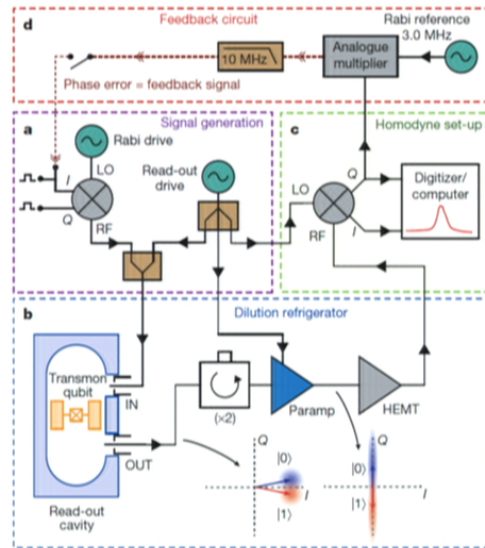 d
Feedback circuit
Rabi reference
3.0 MHz
10 MHz
Analogue
multiplier
Phase error = feedback signal
a
Signal generation
Rabi drive
LO
Read-out
drive
I
Q
RF
c
Homodyne set-up
LO
Q
RF
I
Digitizer/
computer
b
Dilution refrigerator
Transmon
qubit
IN
OUT
Read-out
cavity
(×2)
Paramp
HEMT
Q
|0⟩
I
|1⟩
Q
|0⟩
I
|1⟩